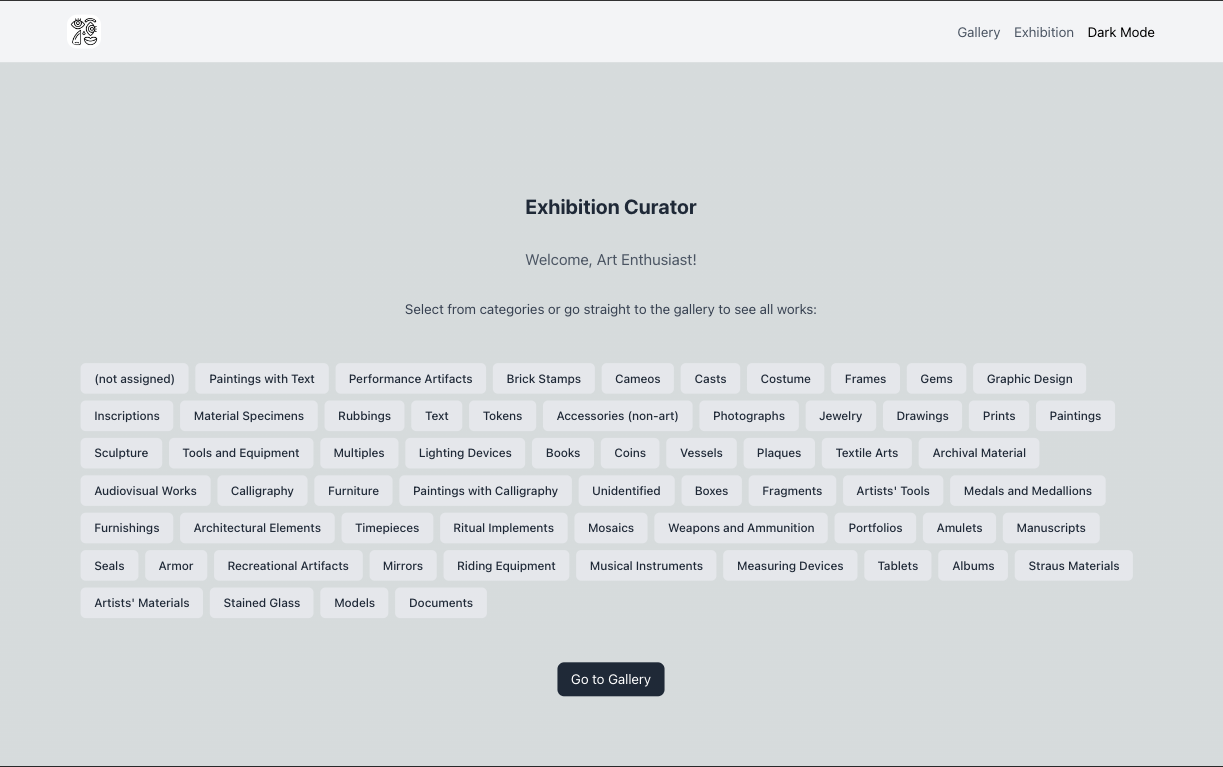 Gallery Exhibition Dark Mode
Exhibition Curator
Welcome, Art Enthusiast!
Select from categories or go straight to the gallery to see all works:
(not assigned) Paintings with Text Performance Artifacts Brick Stamps Cameos Casts Costume Frames Gems Graphic Design
Inscriptions Material Specimens Rubbings Text Tokens Accessories (non-art) Photographs Jewelry Drawings Prints Paintings
Sculpture Tools and Equipment Multiples Lighting Devices Books Coins Vessels Plaques Textile Arts Archival Material
Audiovisual Works Calligraphy Furniture Paintings with Calligraphy Unidentified Boxes Fragments Artists' Tools Medals and Medallions
Furnishings Architectural Elements Timepieces Ritual Implements Mosaics Weapons and Ammunition Portfolios Amulets Manuscripts
Seals Armor Recreational Artifacts Mirrors Riding Equipment Musical Instruments Measuring Devices Tablets Albums Straus Materials
Artists' Materials Stained Glass Models Documents
Go to Gallery